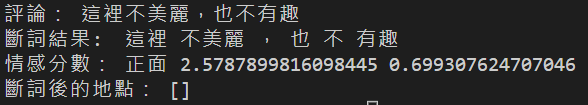 評論： 這裡不美麗，也不有趣
斷詞結果： 這裡 不美麗 ， 也 不 有趣
情感分數： 正面 2.5787899816098445 0.699307624707046
斷詞後的地點： []